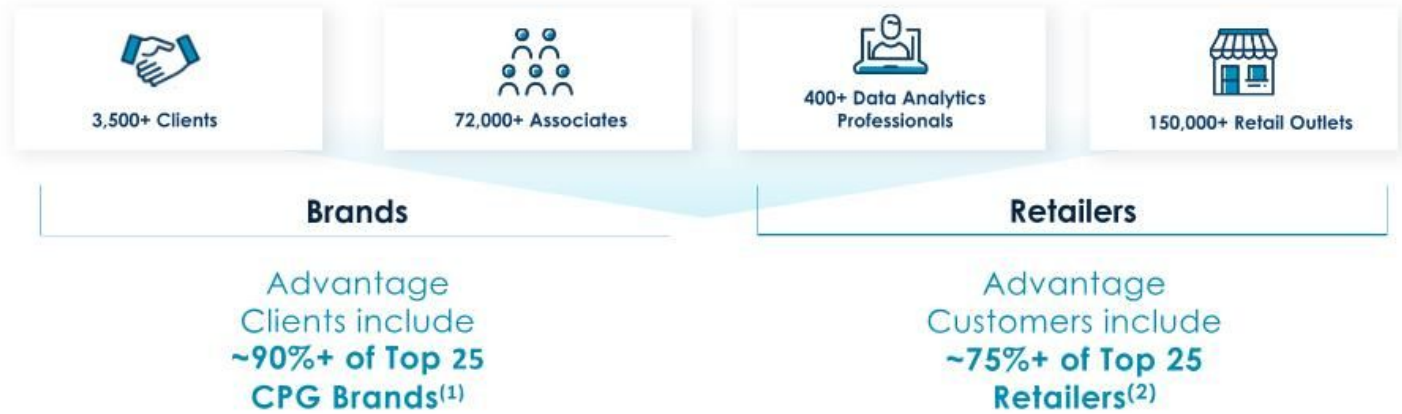 3,500+ Clients
72,000+ Associates
400+ Data Analytics
Professionals
150,000+ Retail Outlets
Brands
Advantage
Clients include
~90%+ of Top 25
CPG Brands(1)
Retailers
Advantage
Customers include
~75%+ of Top 25
Retailers(2)